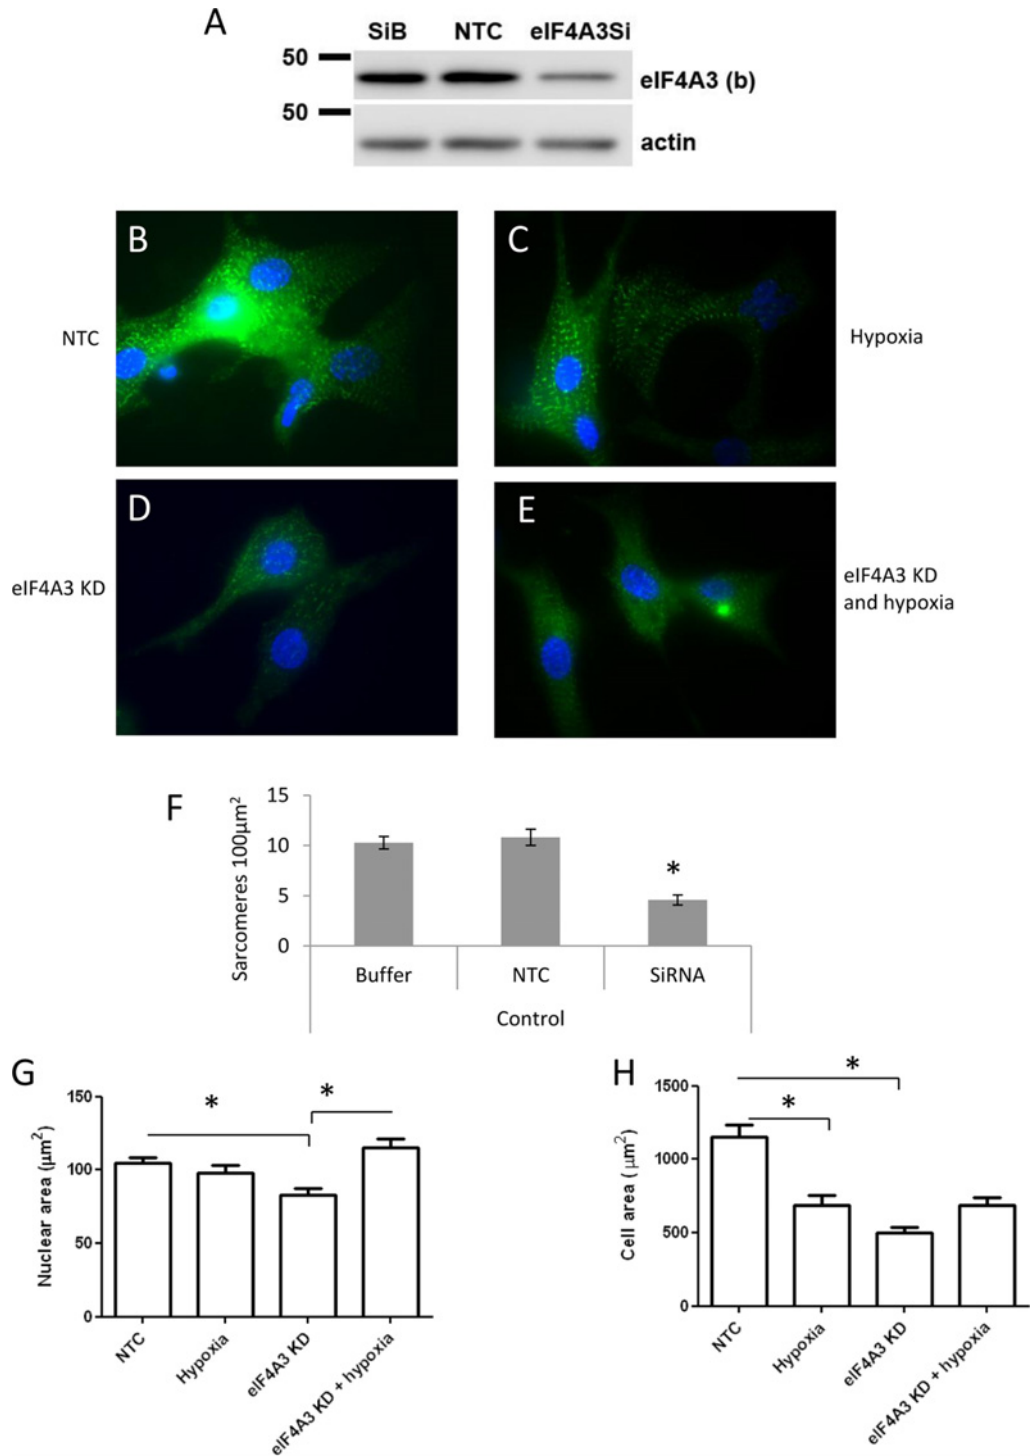 A
SiB NTC eIF4A3Si
50
eIF4A3 (b)
50
actin
B
C
NTC
Hypoxia
D
E
eIF4A3 KD
eIF4A3 KD
and hypoxia
F
Sarcomeres 100µm²
15
10
5
0
*
Buffer NTC SiRNA
Control
G
Nuclear area (µm²)
150
100
50
0
*
*
NTC
Hypoxia
eIF4A3 KD
eIF4A3 KD + hypoxia
H
Cell area ( µm²)
1500
1000
500
0
*
*
NTC
Hypoxia
eIF4A3 KD
eIF4A3 KD + hypoxia